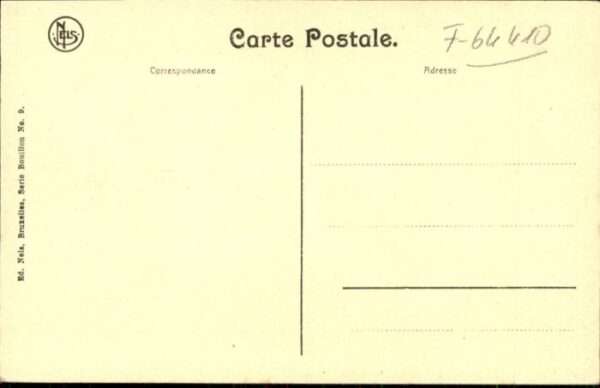 NELS
Carte Postale.
F-64410
Correspondance
Adresse
Ed. Nels, Bruxelles, Serie Bouillon No. 9.